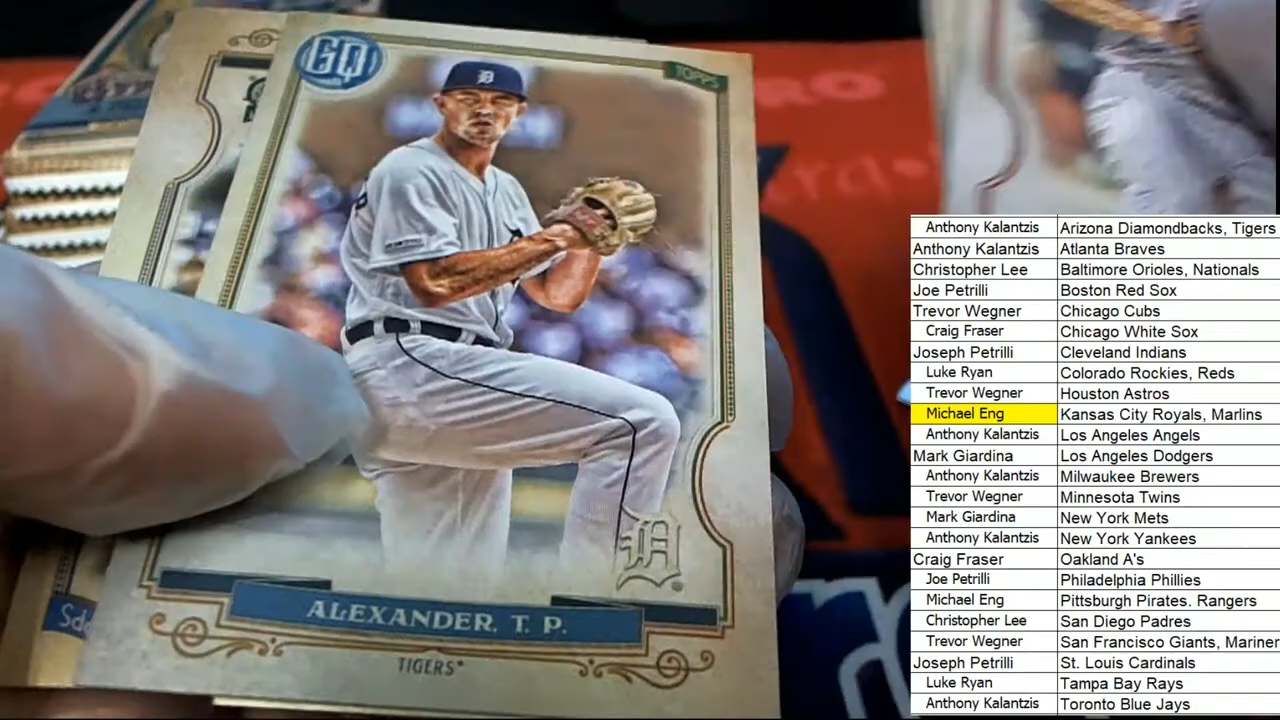 GQ
TOPPS
D
ALEXANDER, T. P.
TIGERS
Anthony Kalantzis Arizona Diamondbacks, Tigers
Anthony Kalantzis Atlanta Braves
Christopher Lee Baltimore Orioles, Nationals
Joe Petrilli Boston Red Sox
Trevor Wegner Chicago Cubs
Craig Fraser Chicago White Sox
Joseph Petrilli Cleveland Indians
Luke Ryan Colorado Rockies, Reds
Trevor Wegner Houston Astros
Michael Eng Kansas City Royals, Marlins
Anthony Kalantzis Los Angeles Angels
Mark Giardina Los Angeles Dodgers
Anthony Kalantzis Milwaukee Brewers
Trevor Wegner Minnesota Twins
Mark Giardina New York Mets
Anthony Kalantzis New York Yankees
Craig Fraser Oakland A's
Joe Petrilli Philadelphia Phillies
Michael Eng Pittsburgh Pirates. Rangers
Christopher Lee San Diego Padres
Trevor Wegner San Francisco Giants, Mariner
Joseph Petrilli St. Louis Cardinals
Luke Ryan Tampa Bay Rays
Anthony Kalantzis Toronto Blue Jays